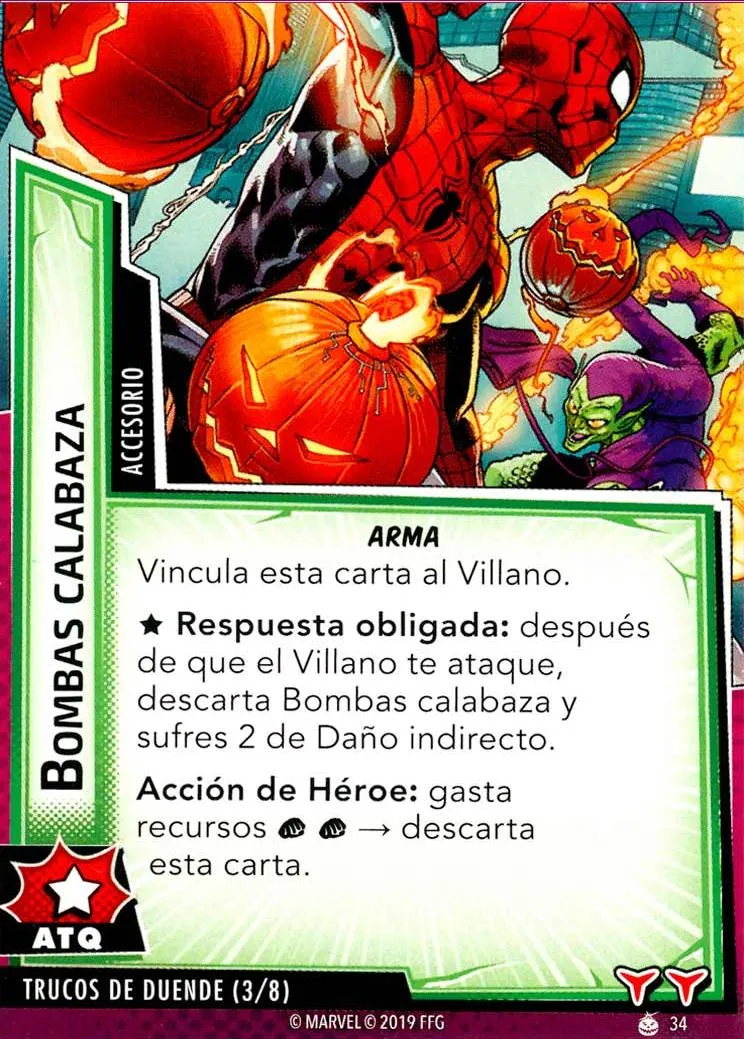 BOMBAS CALABAZA
ACCESORIO
ARMA
Vincula esta carta al Villano.
★ Respuesta obligada: después
de que el Villano te ataque,
descarta Bombas calabaza y
sufres 2 de Daño indirecto.
Acción de Héroe: gasta
recursos → descarta
esta carta.
ATQ
TRUCOS DE DUENDE (3/8)
© MARVEL © 2019 FFG
34